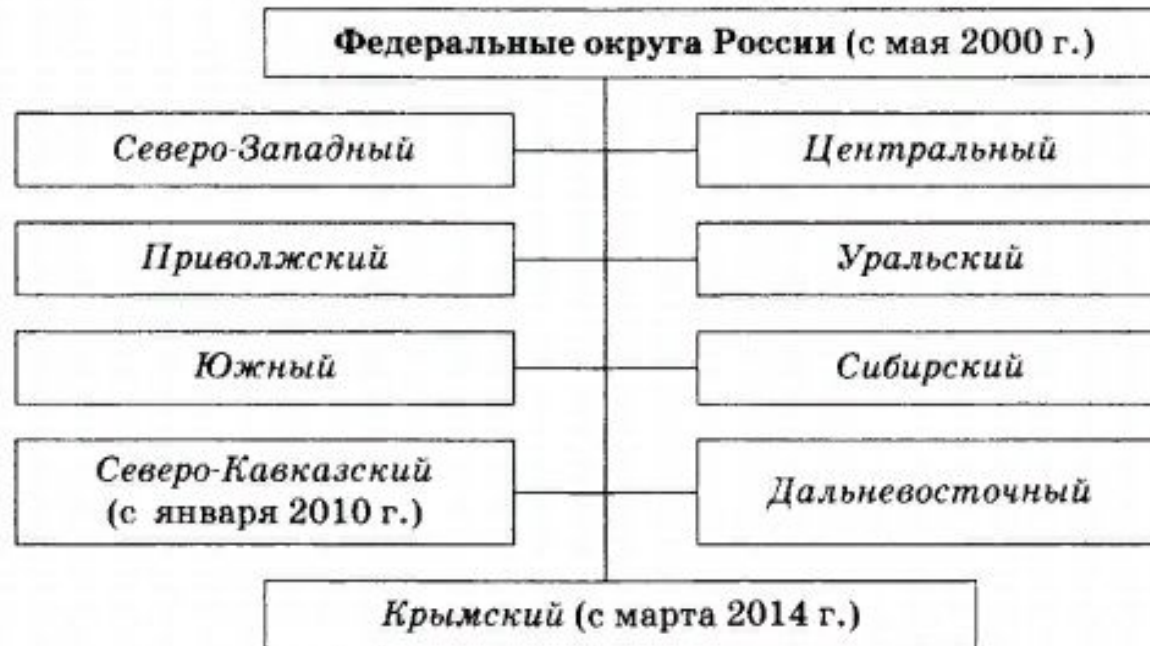 Федеральные округа России (с мая 2000 г.)
Северо-Западный
Центральный
Приволжский
Уральский
Южный
Сибирский
Северо-Кавказский
(с января 2010 г.)
Дальневосточный
Крымский (с марта 2014 г.)